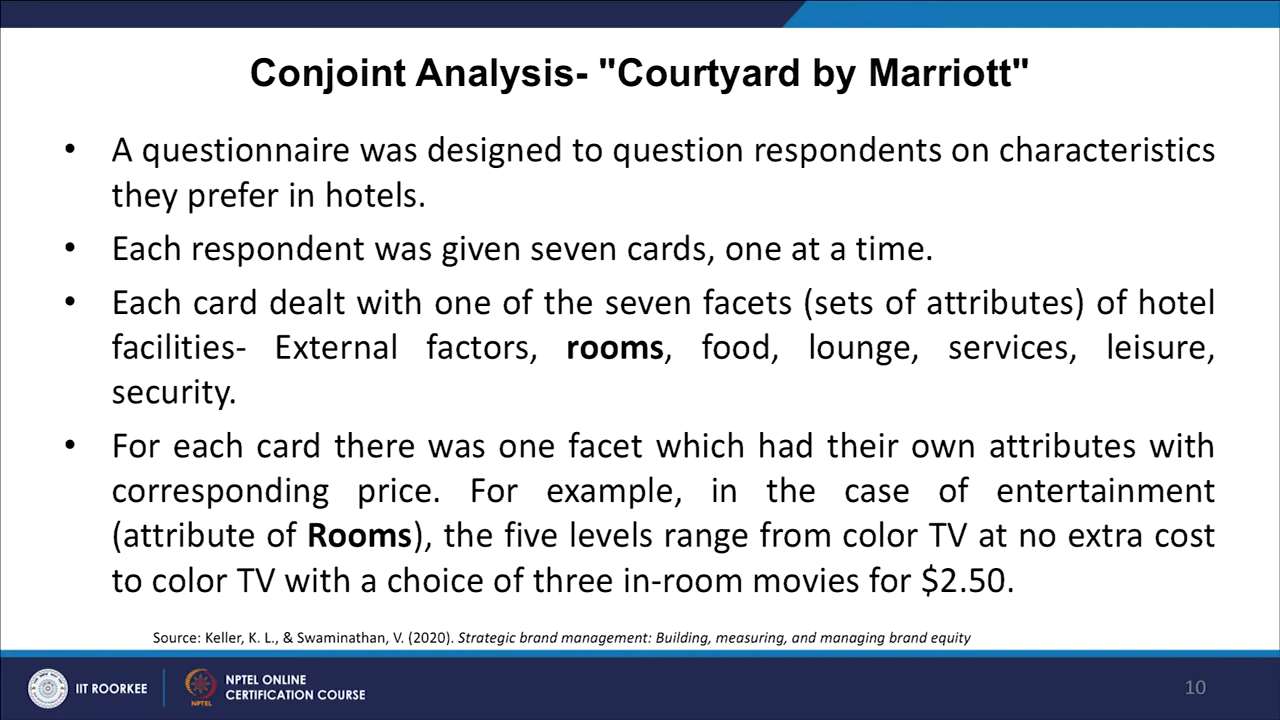 Conjoint Analysis- "Courtyard by Marriott"
• A questionnaire was designed to question respondents on characteristics
they prefer in hotels.
• Each respondent was given seven cards, one at a time.
• Each card dealt with one of the seven facets (sets of attributes) of hotel
facilities- External factors, rooms, food, lounge, services, leisure,
security.
• For each card there was one facet which had their own attributes with
corresponding price. For example, in the case of entertainment
(attribute of Rooms), the five levels range from color TV at no extra cost
to color TV with a choice of three in-room movies for $2.50.
Source: Keller, K. L., & Swaminathan, V. (2020). Strategic brand management: Building, measuring, and managing brand equity
IIT ROORKEE
NPTEL
NPTEL ONLINE
CERTIFICATION COURSE
10